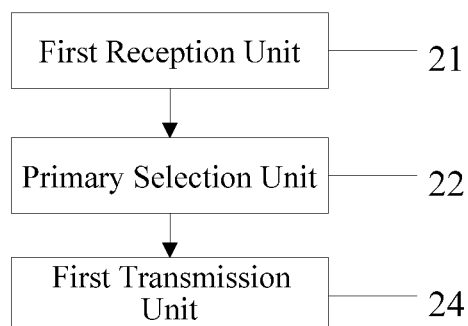 First Reception Unit
21
Primary Selection Unit
22
First Transmission
Unit
24